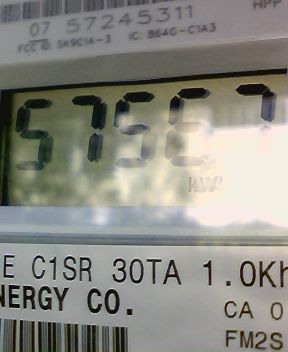 HPP
07 57245311
FCC ID: SK9C1A-3 IC: 864G-C1A3
kWh
E C1SR 30TA 1.0Kh
NERGY CO.
CA 0
FM2S